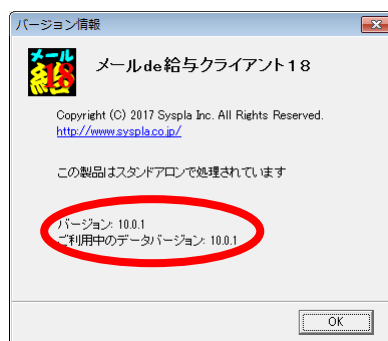 バージョン情報
メール
給18
メールde給与クライアント18
Copyright (C) 2017 Syspla Inc. All Rights Reserved.
http://www.syspla.co.jp/
この製品はスタンドアロンで処理されています
バージョン: 10.0.1
ご利用中のデータバージョン: 10.0.1
OK